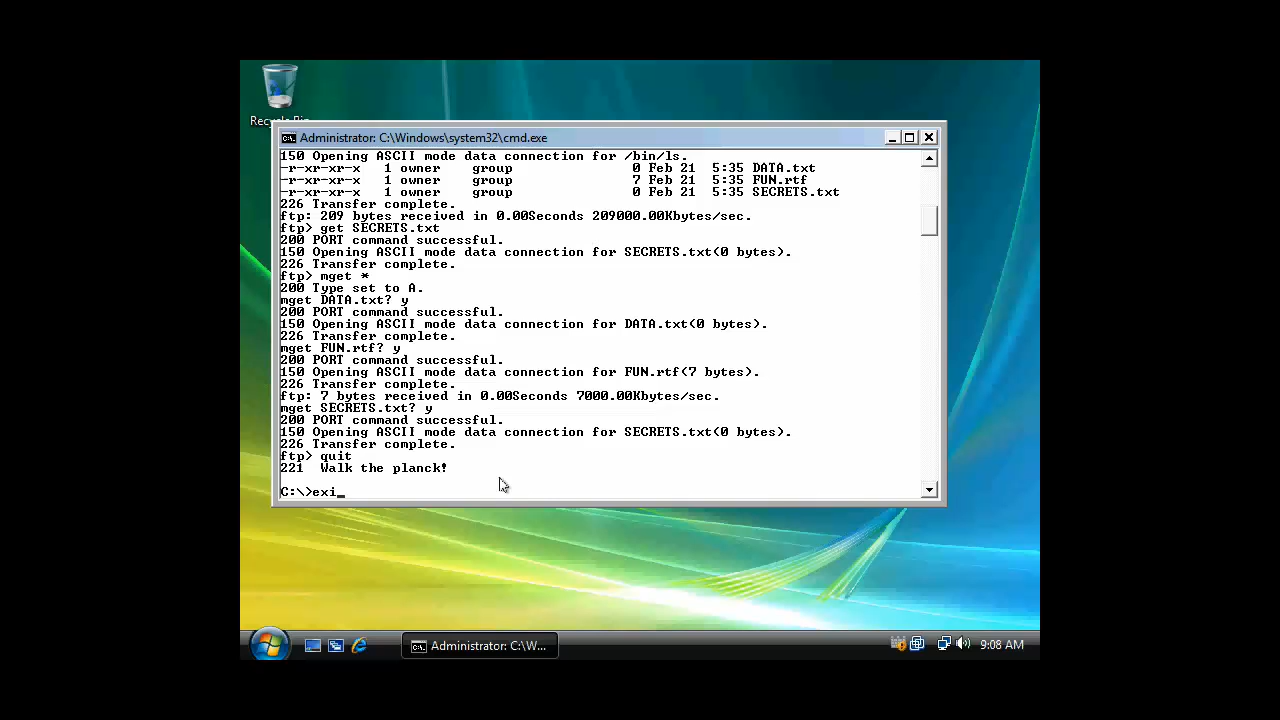 Recycle Bin
Administrator: C:\Windows\system32\cmd.exe
150 Opening ASCII mode data connection for /bin/ls.
-r-xr-xr-x   1 owner    group               0 Feb 21  5:35 DATA.txt
-r-xr-xr-x   1 owner    group               7 Feb 21  5:35 FUN.rtf
-r-xr-xr-x   1 owner    group               0 Feb 21  5:35 SECRETS.txt
226 Transfer complete.
ftp: 209 bytes received in 0.00Seconds 209000.00Kbytes/sec.
ftp> get SECRETS.txt
200 PORT command successful.
150 Opening ASCII mode data connection for SECRETS.txt(0 bytes).
226 Transfer complete.
ftp> mget *
200 Type set to A.
mget DATA.txt? y
200 PORT command successful.
150 Opening ASCII mode data connection for DATA.txt(0 bytes).
226 Transfer complete.
mget FUN.rtf? y
200 PORT command successful.
150 Opening ASCII mode data connection for FUN.rtf(7 bytes).
226 Transfer complete.
ftp: 7 bytes received in 0.00Seconds 7000.00Kbytes/sec.
mget SECRETS.txt? y
200 PORT command successful.
150 Opening ASCII mode data connection for SECRETS.txt(0 bytes).
226 Transfer complete.
ftp> quit
221  Walk the planck!
C:\>exi_
Administrator: C:\W...
9:08 AM